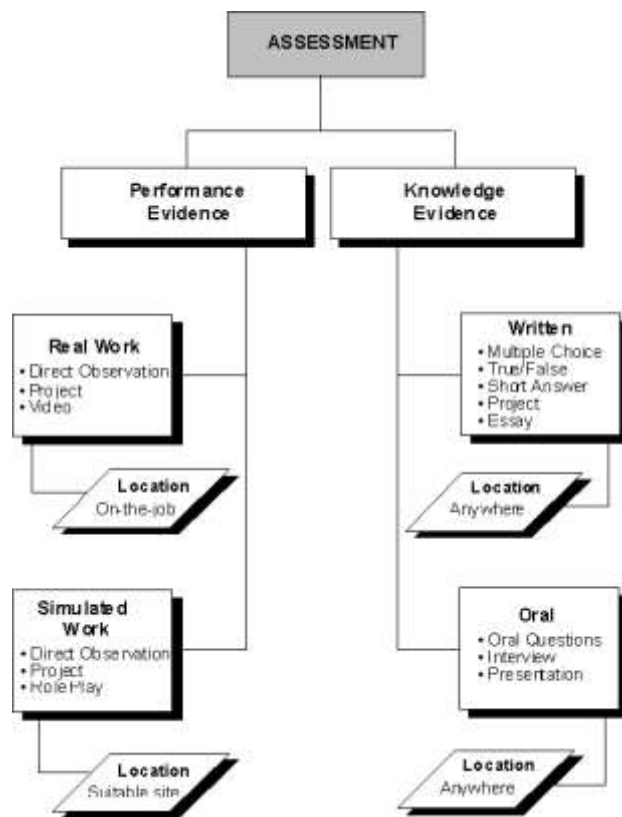 ASSESSMENT
Performance
Evidence
Knowledge
Evidence
Real Work
• Direct Observation
• Project
• Video
Location
On-the-job
Written
• Multiple Choice
• True/False
• Short Answer
• Project
• Essay
Location
Anywhere
Simulated
Work
• Direct Observation
• Project
• Role Play
Location
Suitable site
Oral
• Oral Questions
• Interview
• Presentation
Location
Anywhere